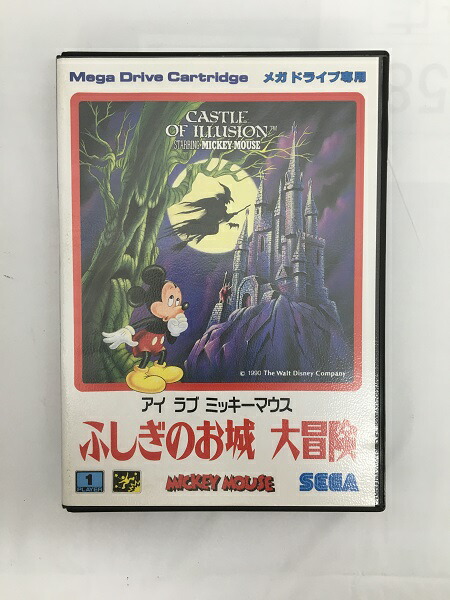 Mega Drive Cartridge メガドライブ専用
CASTLE
OF ILLUSION™
STARRING MICKEY MOUSE
© 1990 The Walt Disney Company
アイ ラブ ミッキーマウス
ふしぎのお城 大冒険
1
PLAYER
MICKEY MOUSE
SEGA